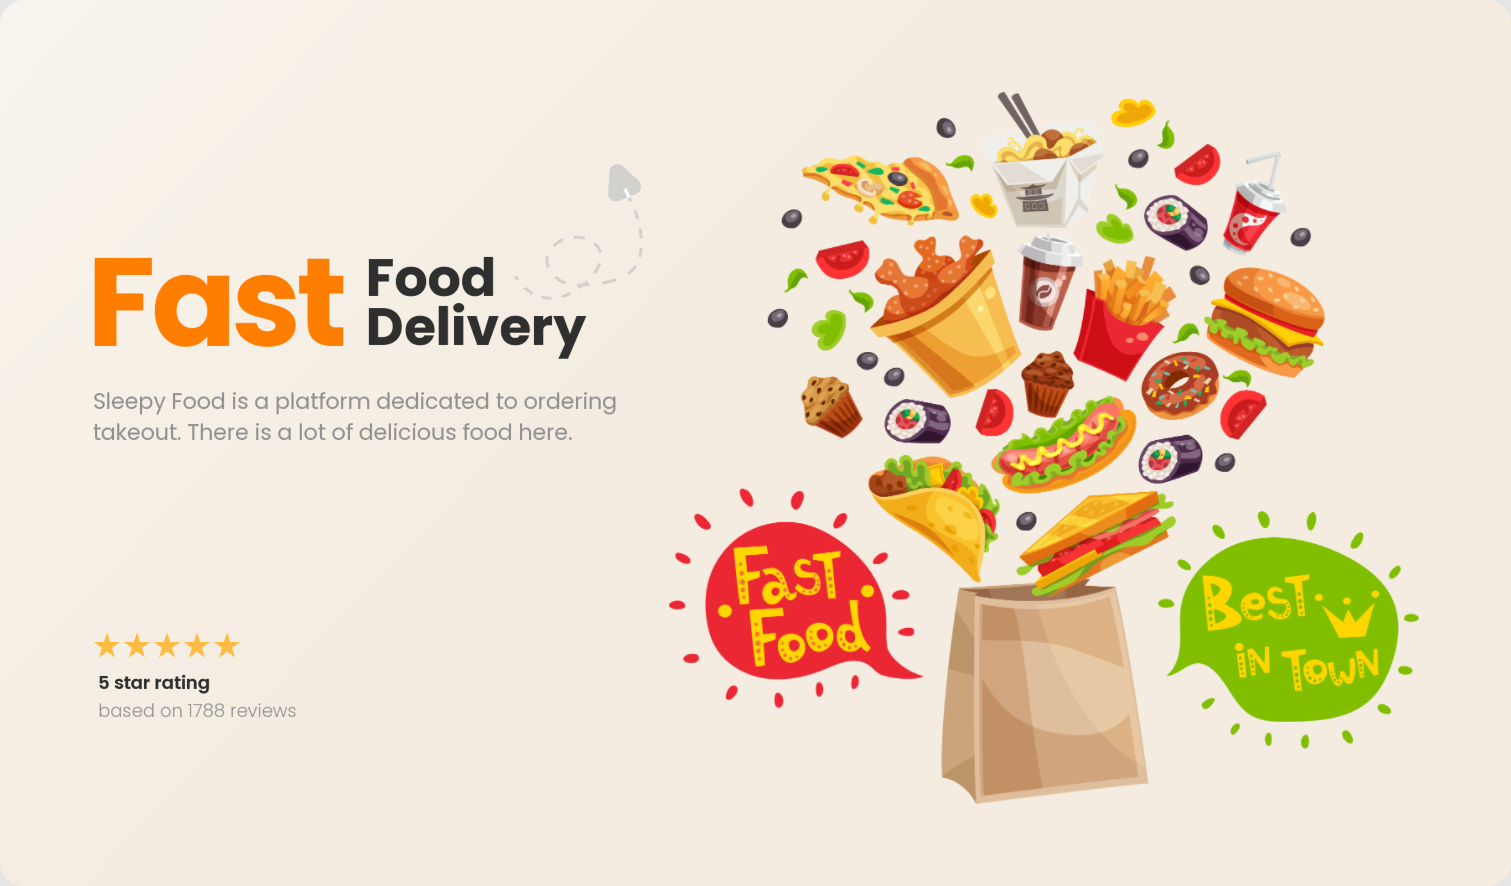 Fast
Food
Delivery
Sleepy Food is a platform dedicated to ordering
takeout. There is a lot of delicious food here.
5 star rating
based on 1788 reviews
Fast
Food
Best
in Town